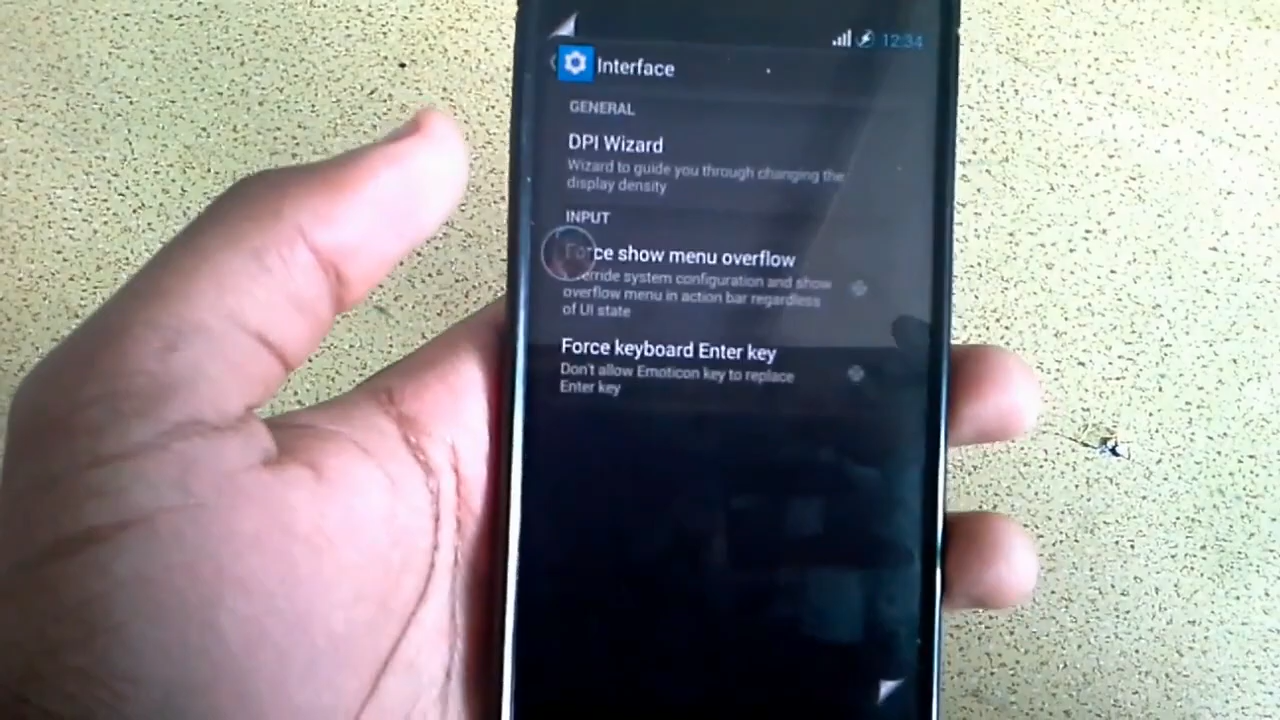 12:34
Interface
GENERAL
DPI Wizard
Wizard to guide you through changing the
display density
INPUT
Force show menu overflow
Override system configuration and show
overflow menu in action bar regardless
of UI state
Force keyboard Enter key
Don't allow Emoticon key to replace
Enter key